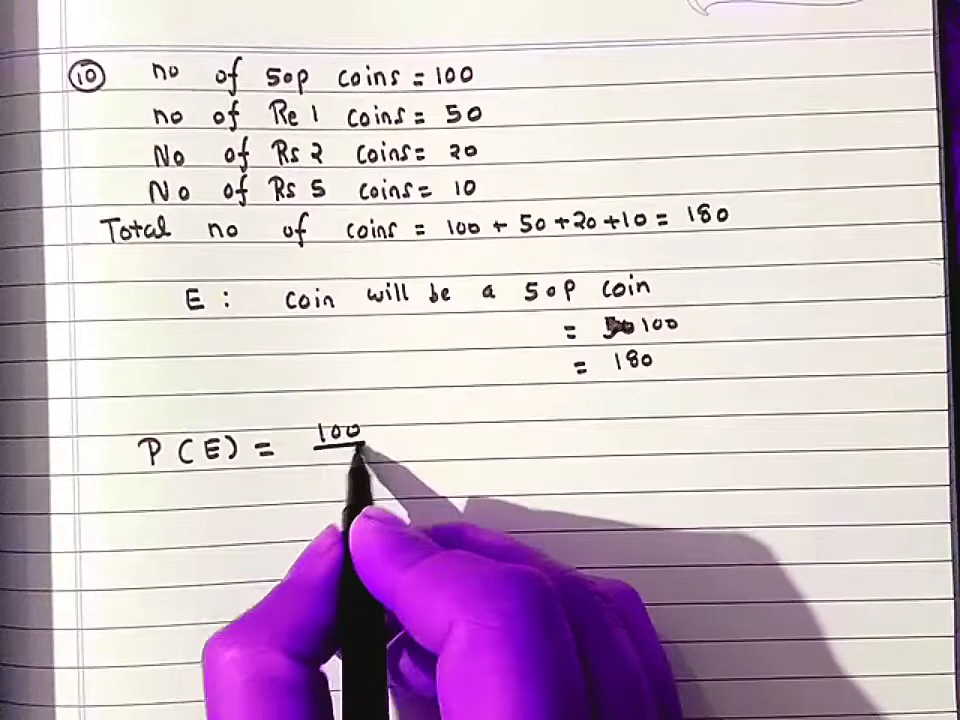 10 no of 50p coins = 100
no of Re 1 coins = 50
No of Rs 2 coins = 20
No of Rs 5 coins = 10
Total no of coins = 100 + 50 + 20 + 10 = 180
E : coin will be a 50p coin
= 100
= 180
P(E) = 100